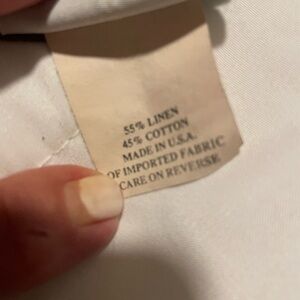 55% LINEN
45% COTTON
MADE IN U.S.A.
OF IMPORTED FABRIC
CARE ON REVERSE